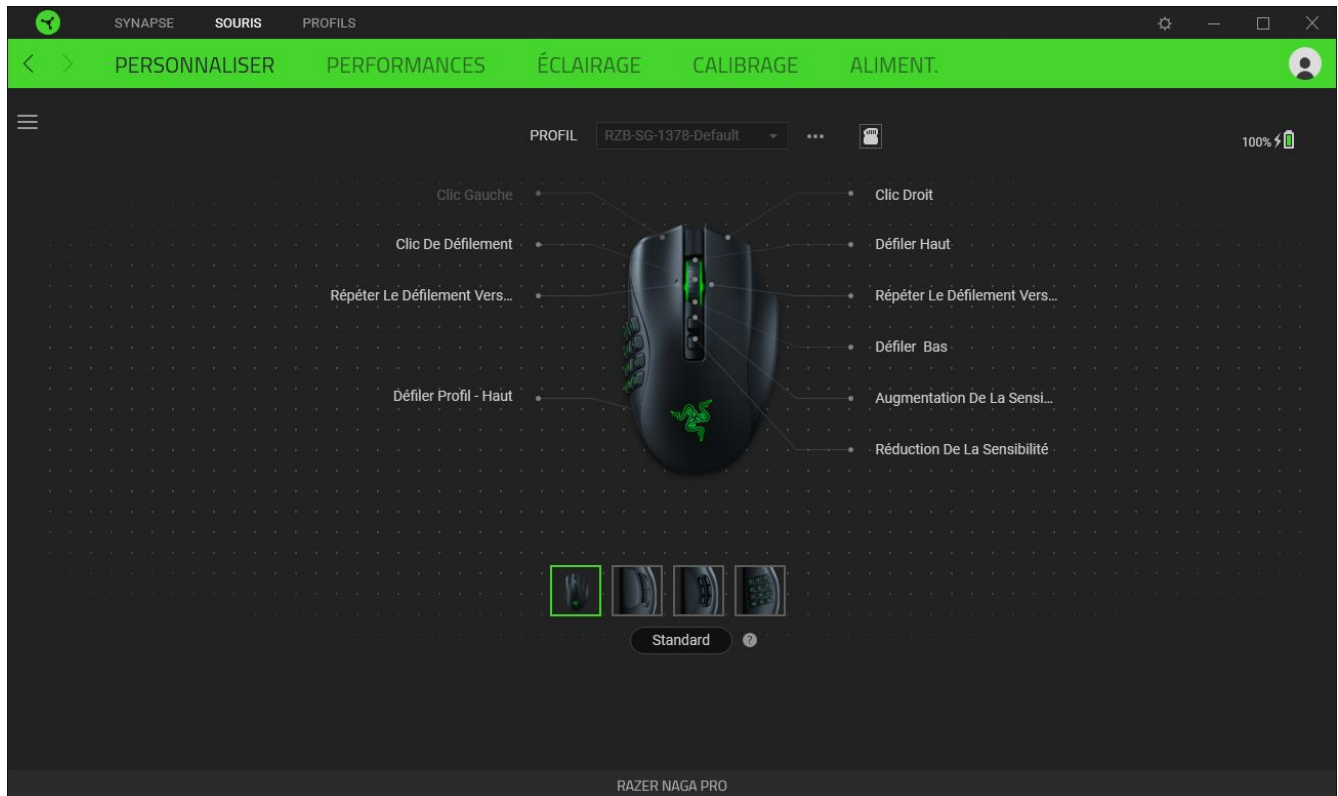 SYNAPSE SOURIS PROFILS
PERSONNALISER PERFORMANCES ÉCLAIRAGE CALIBRAGE ALIMENT.
PROFIL RZB-SG-1378-Default
100%
Clic Gauche
Clic Droit
Clic De Défilement
Défiler Haut
Répéter Le Défilement Vers...
Répéter Le Défilement Vers...
Défiler  Bas
Défiler Profil - Haut
Augmentation De La Sensi...
Réduction De La Sensibilité
Standard ?
RAZER NAGA PRO